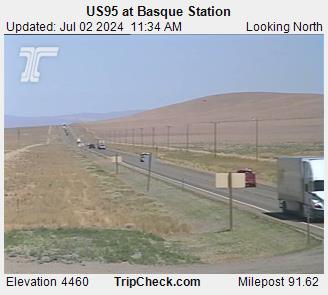 US95 at Basque Station
Updated: Jul 02 2024 11:34 AM Looking North
Elevation 4460 TripCheck.com Milepost 91.62